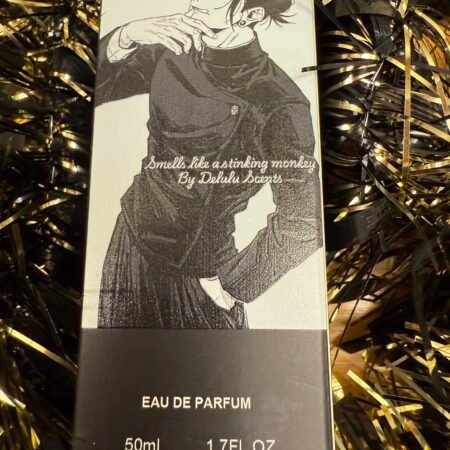 Smells like a stinking monkey
By Delulu Scents
EAU DE PARFUM
50ml 1.7FL OZ